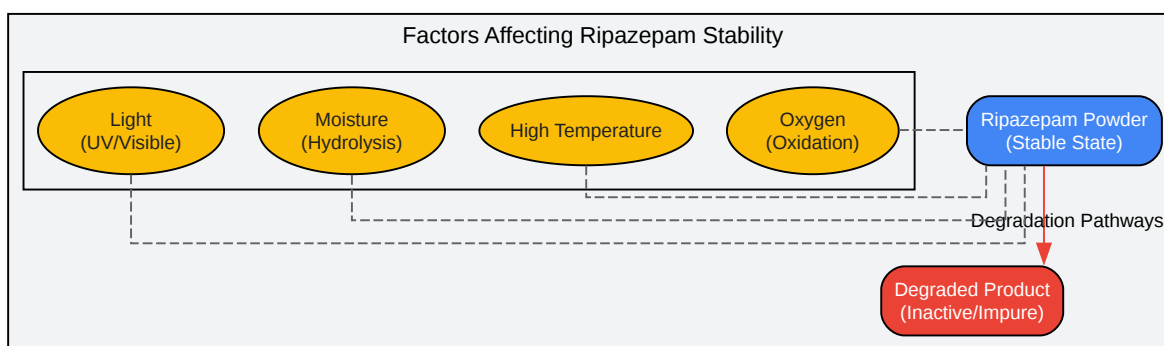 Factors Affecting Ripazepam Stability
Light
(UV/Visible)
Moisture
(Hydrolysis)
High Temperature
Oxygen
(Oxidation)
Ripazepam Powder
(Stable State)
Degradation Pathways
Degraded Product
(Inactive/Impure)